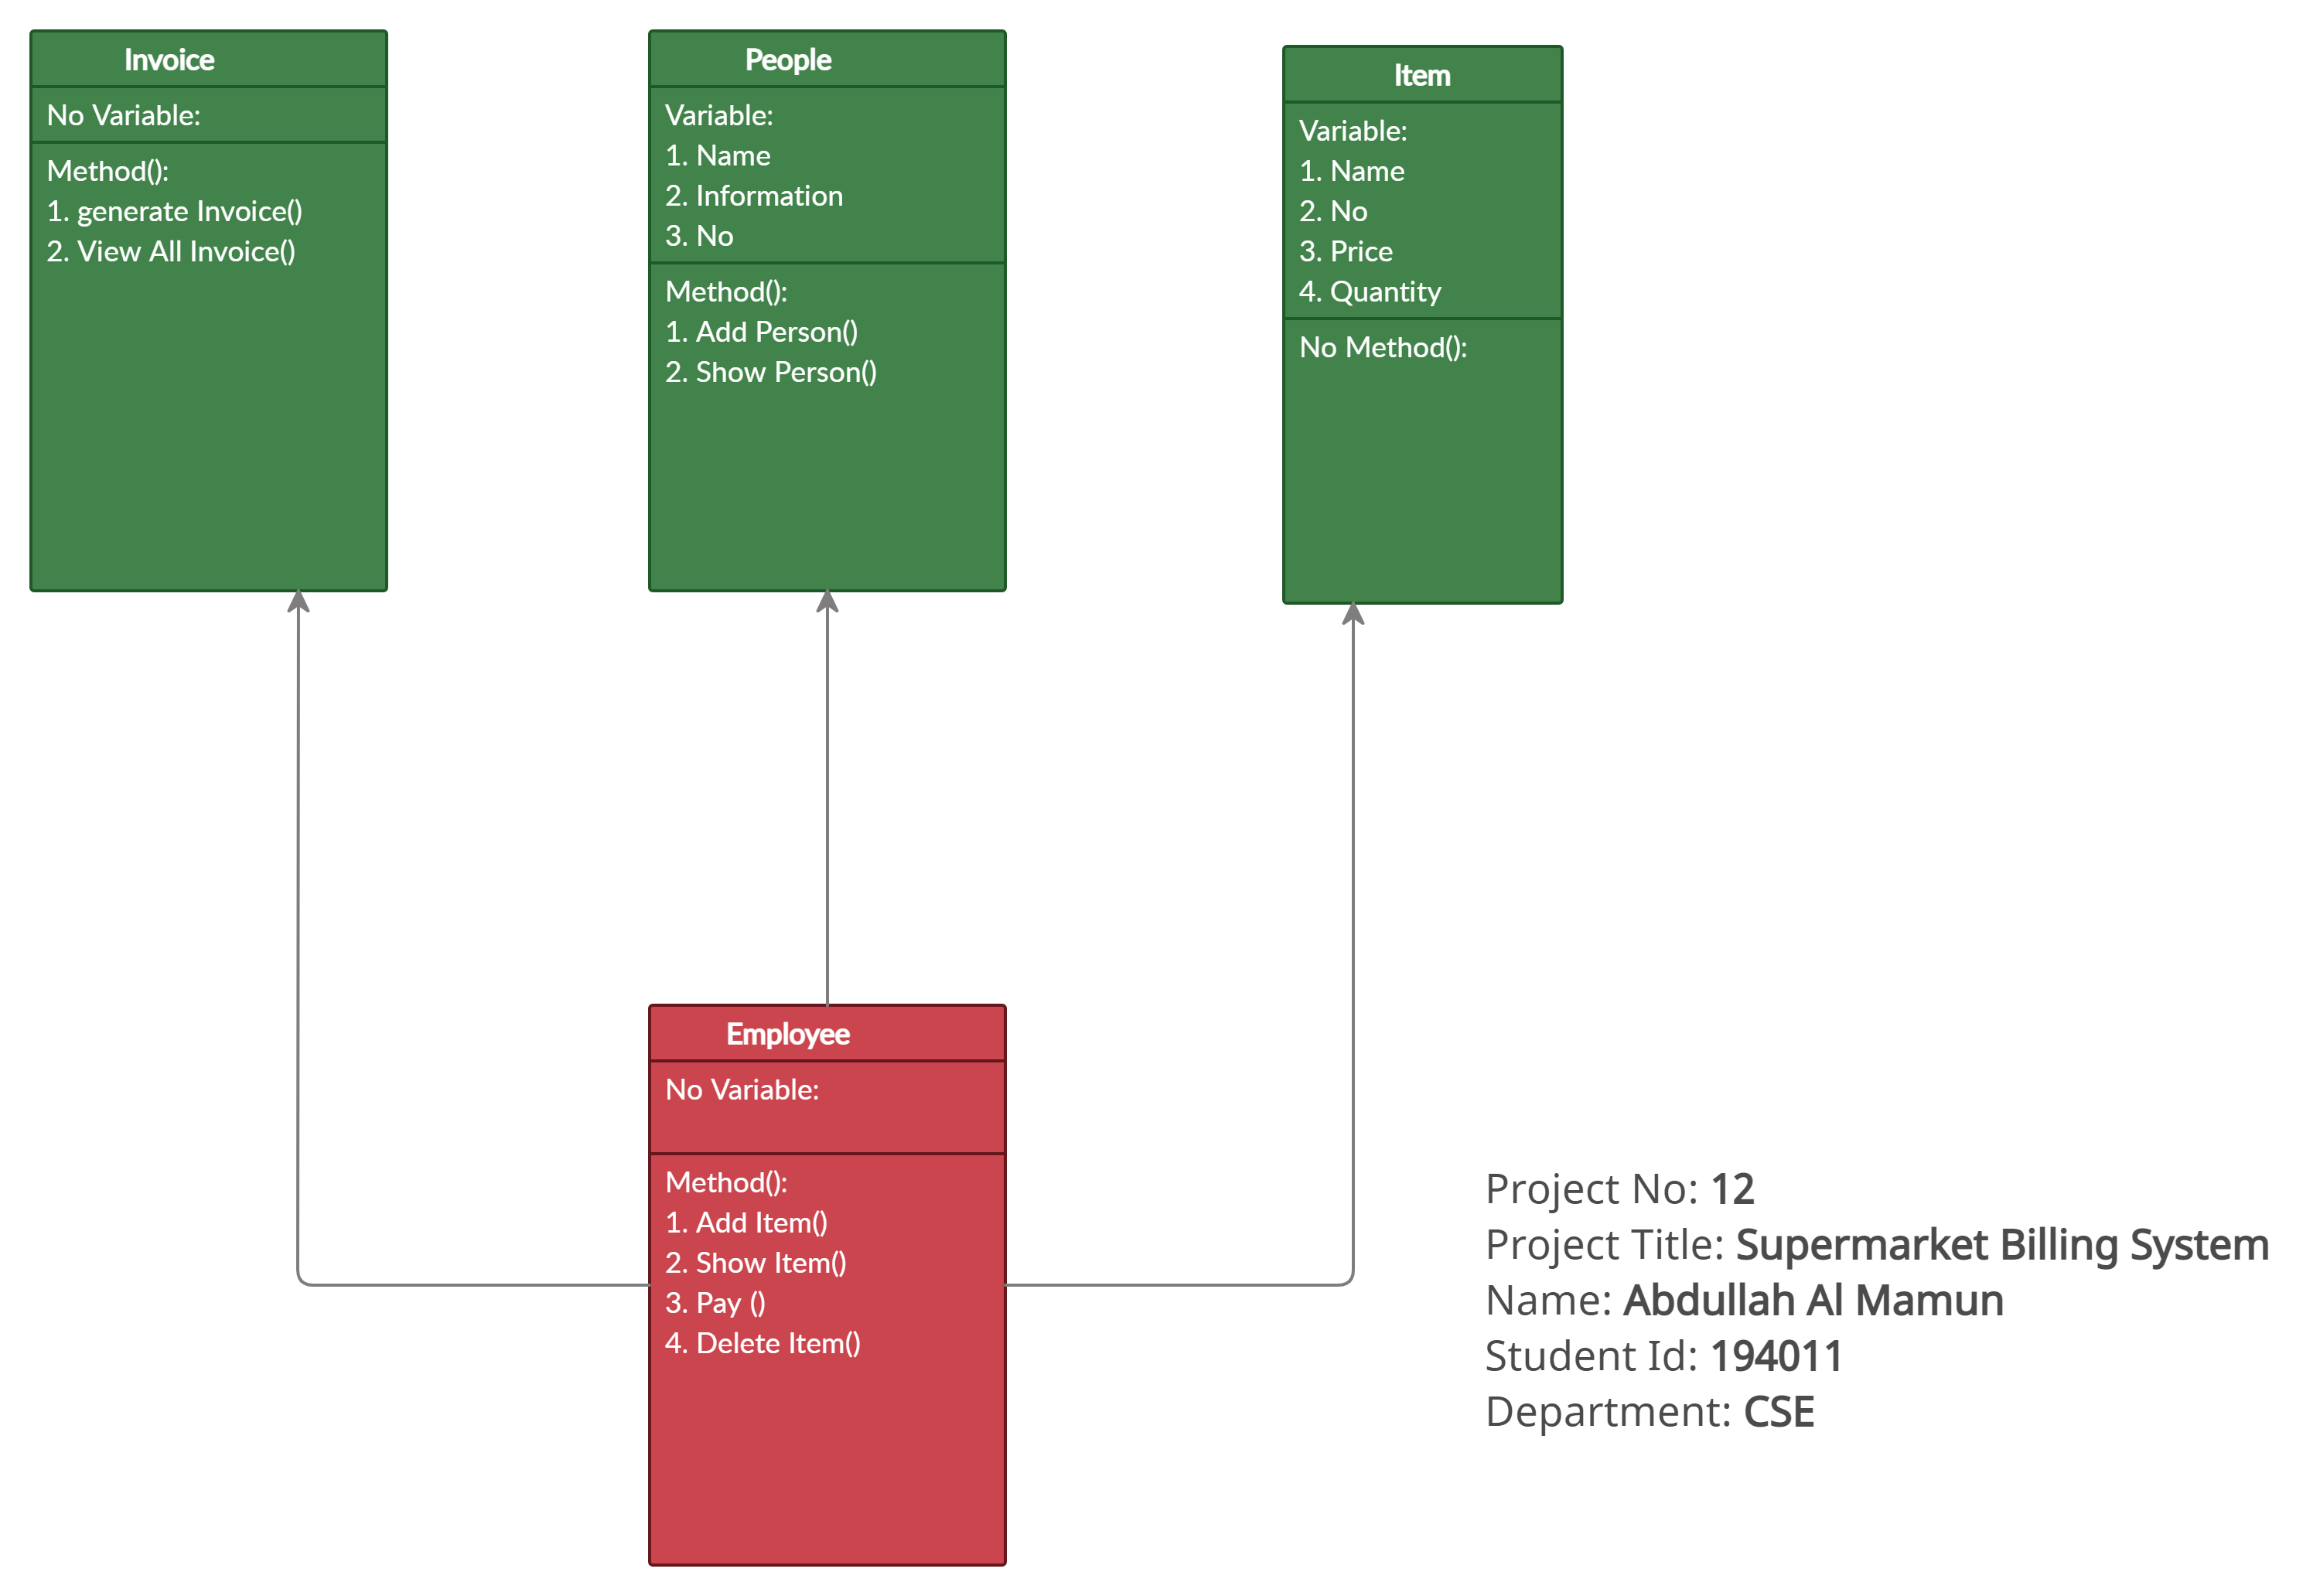 Invoice
No Variable:
Method():
1. generate Invoice()
2. View All Invoice()
People
Variable:
1. Name
2. Information
3. No
Method():
1. Add Person()
2. Show Person()
Item
Variable:
1. Name
2. No
3. Price
4. Quantity
No Method():
Employee
No Variable:
Method():
1. Add Item()
2. Show Item()
3. Pay ()
4. Delete Item()
Project No: 12
Project Title: Supermarket Billing System
Name: Abdullah Al Mamun
Student Id: 194011
Department: CSE